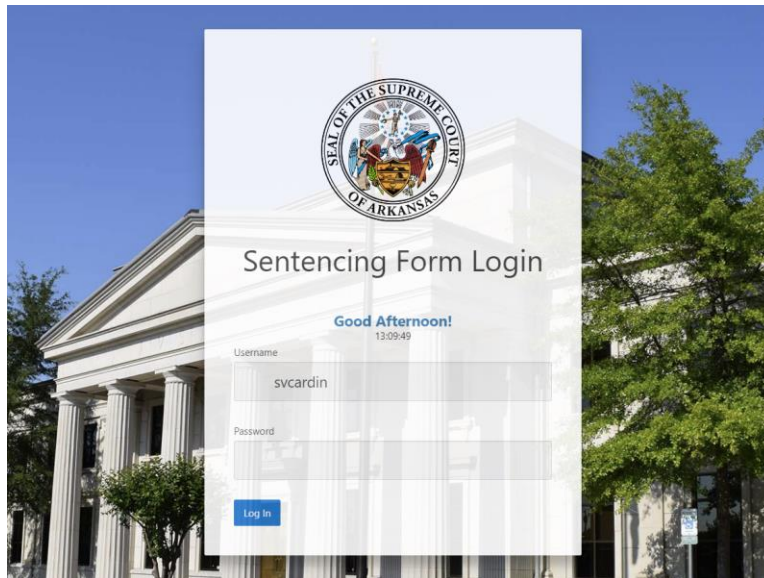 SEAL OF THE SUPREME COURT
OF ARKANSAS
Sentencing Form Login
Good Afternoon!
13:09:49
Username
svcardin
Password
Log In